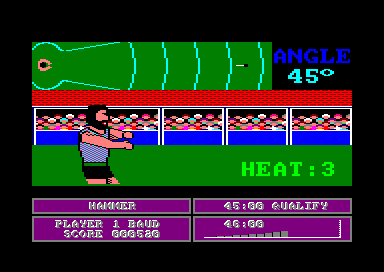 ANGLE
45°
HEAT:3
HAMMER
45:00 QUALIFY
PLAYER 1 BAUD
SCORE 000580
46:00